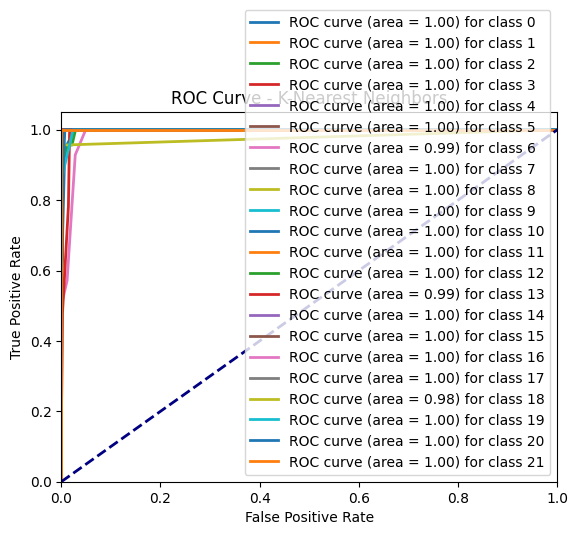 ROC Curve - K-Nearest Neighbors
ROC curve (area = 1.00) for class 0
ROC curve (area = 1.00) for class 1
ROC curve (area = 1.00) for class 2
ROC curve (area = 1.00) for class 3
ROC curve (area = 1.00) for class 4
ROC curve (area = 1.00) for class 5
ROC curve (area = 0.99) for class 6
ROC curve (area = 1.00) for class 7
ROC curve (area = 1.00) for class 8
ROC curve (area = 1.00) for class 9
ROC curve (area = 1.00) for class 10
ROC curve (area = 1.00) for class 11
ROC curve (area = 1.00) for class 12
ROC curve (area = 0.99) for class 13
ROC curve (area = 1.00) for class 14
ROC curve (area = 1.00) for class 15
ROC curve (area = 1.00) for class 16
ROC curve (area = 1.00) for class 17
ROC curve (area = 0.98) for class 18
ROC curve (area = 1.00) for class 19
ROC curve (area = 1.00) for class 20
ROC curve (area = 1.00) for class 21
True Positive Rate
1.0
0.8
0.6
0.4
0.2
0.0
0.0 0.2 0.4 0.6 0.8 1.0
False Positive Rate